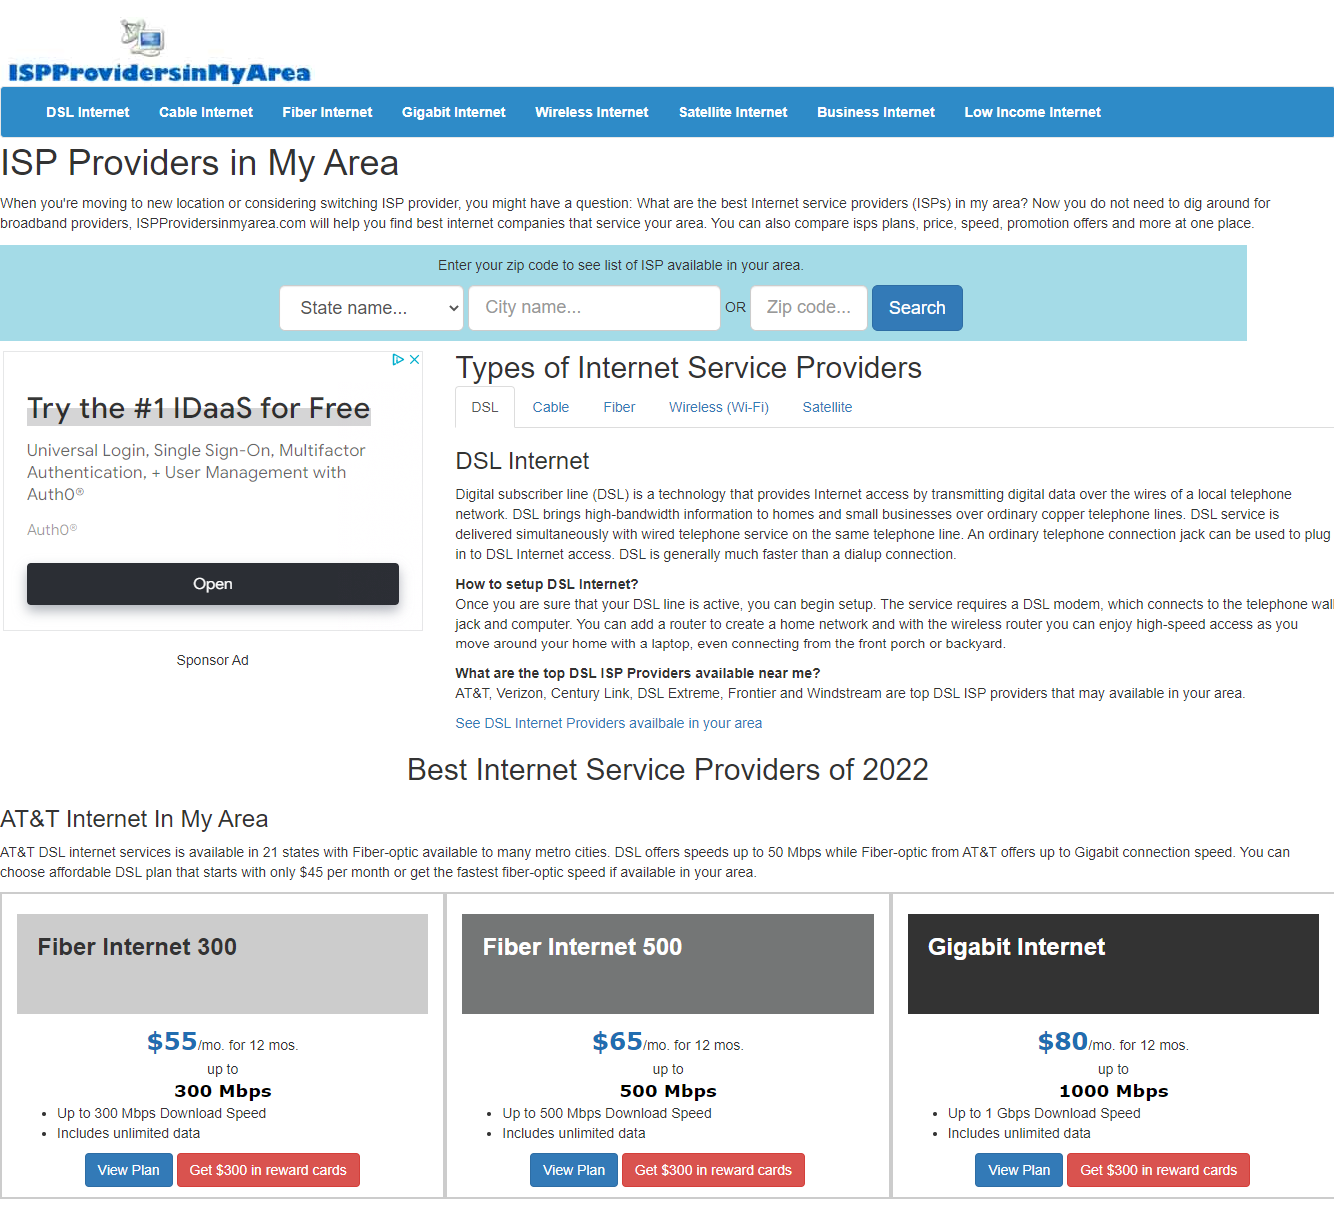 ISPProvidersinMyArea
DSL Internet Cable Internet Fiber Internet Gigabit Internet Wireless Internet Satellite Internet Business Internet Low Income Internet
ISP Providers in My Area
When you're moving to new location or considering switching ISP provider, you might have a question: What are the best Internet service providers (ISPs) in my area? Now you do not need to dig around for
broadband providers, ISPProvidersinmyarea.com will help you find best internet companies that service your area. You can also compare isps plans, price, speed, promotion offers and more at one place.
Enter your zip code to see list of ISP available in your area.
State name... City name... OR Zip code... Search
Try the #1 IDaaS for Free
Universal Login, Single Sign-On, Multifactor
Authentication, + User Management with
Auth0®
Auth0®
Open
Sponsor Ad
Types of Internet Service Providers
DSL Cable Fiber Wireless (Wi-Fi) Satellite
DSL Internet
Digital subscriber line (DSL) is a technology that provides Internet access by transmitting digital data over the wires of a local telephone
network. DSL brings high-bandwidth information to homes and small businesses over ordinary copper telephone lines. DSL service is
delivered simultaneously with wired telephone service on the same telephone line. An ordinary telephone connection jack can be used to plug
in to DSL Internet access. DSL is generally much faster than a dialup connection.
How to setup DSL Internet?
Once you are sure that your DSL line is active, you can begin setup. The service requires a DSL modem, which connects to the telephone wall
jack and computer. You can add a router to create a home network and with the wireless router you can enjoy high-speed access as you
move around your home with a laptop, even connecting from the front porch or backyard.
What are the top DSL ISP Providers available near me?
AT&T, Verizon, Century Link, DSL Extreme, Frontier and Windstream are top DSL ISP providers that may available in your area.
See DSL Internet Providers availbale in your area
Best Internet Service Providers of 2022
AT&T Internet In My Area
AT&T DSL internet services is available in 21 states with Fiber-optic available to many metro cities. DSL offers speeds up to 50 Mbps while Fiber-optic from AT&T offers up to Gigabit connection speed. You can
choose affordable DSL plan that starts with only $45 per month or get the fastest fiber-optic speed if available in your area.
Fiber Internet 300
$55/mo. for 12 mos.
up to
300 Mbps
• Up to 300 Mbps Download Speed
• Includes unlimited data
View Plan Get $300 in reward cards
Fiber Internet 500
$65/mo. for 12 mos.
up to
500 Mbps
• Up to 500 Mbps Download Speed
• Includes unlimited data
View Plan Get $300 in reward cards
Gigabit Internet
$80/mo. for 12 mos.
up to
1000 Mbps
• Up to 1 Gbps Download Speed
• Includes unlimited data
View Plan Get $300 in reward cards